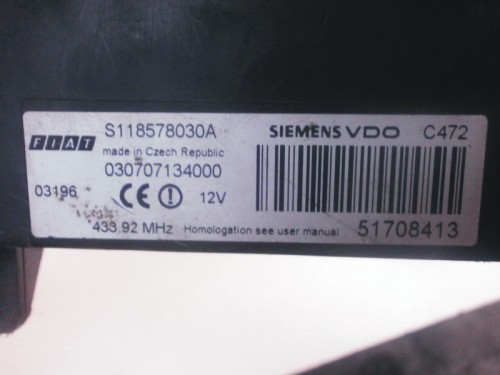 FIAT S118578030A SIEMENS VDO C472
made in Czech Republic
030707134000
03196 CE 12V
433.92 MHz Homologation see user manual 51708413